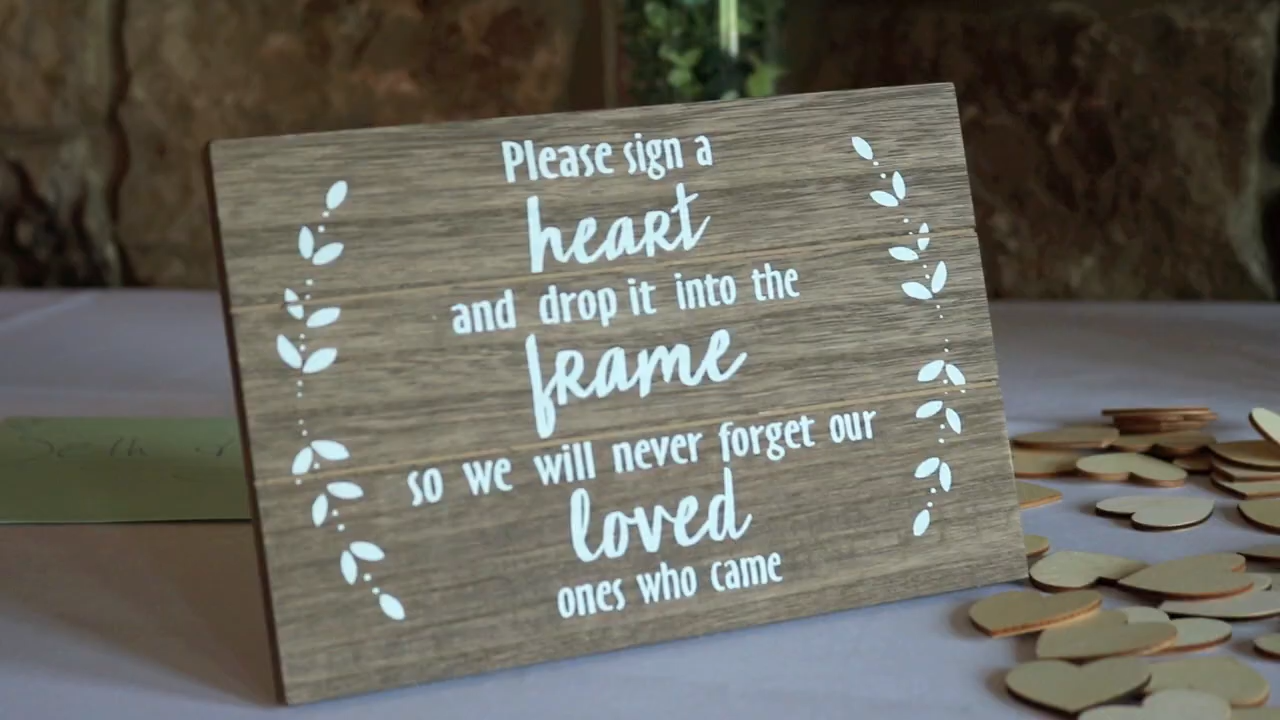 Please sign a
heart
and drop it into the
frame
so we will never forget our
loved
ones who came